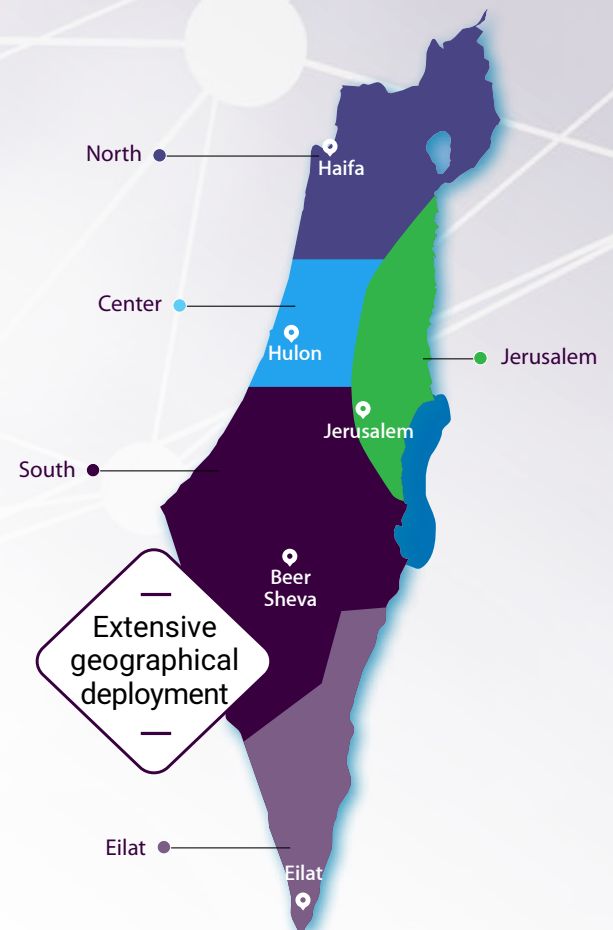 North
Haifa
Center
Hulon
Jerusalem
Jerusalem
South
Beer
Sheva
Extensive
geographical
deployment
Eilat
Eilat